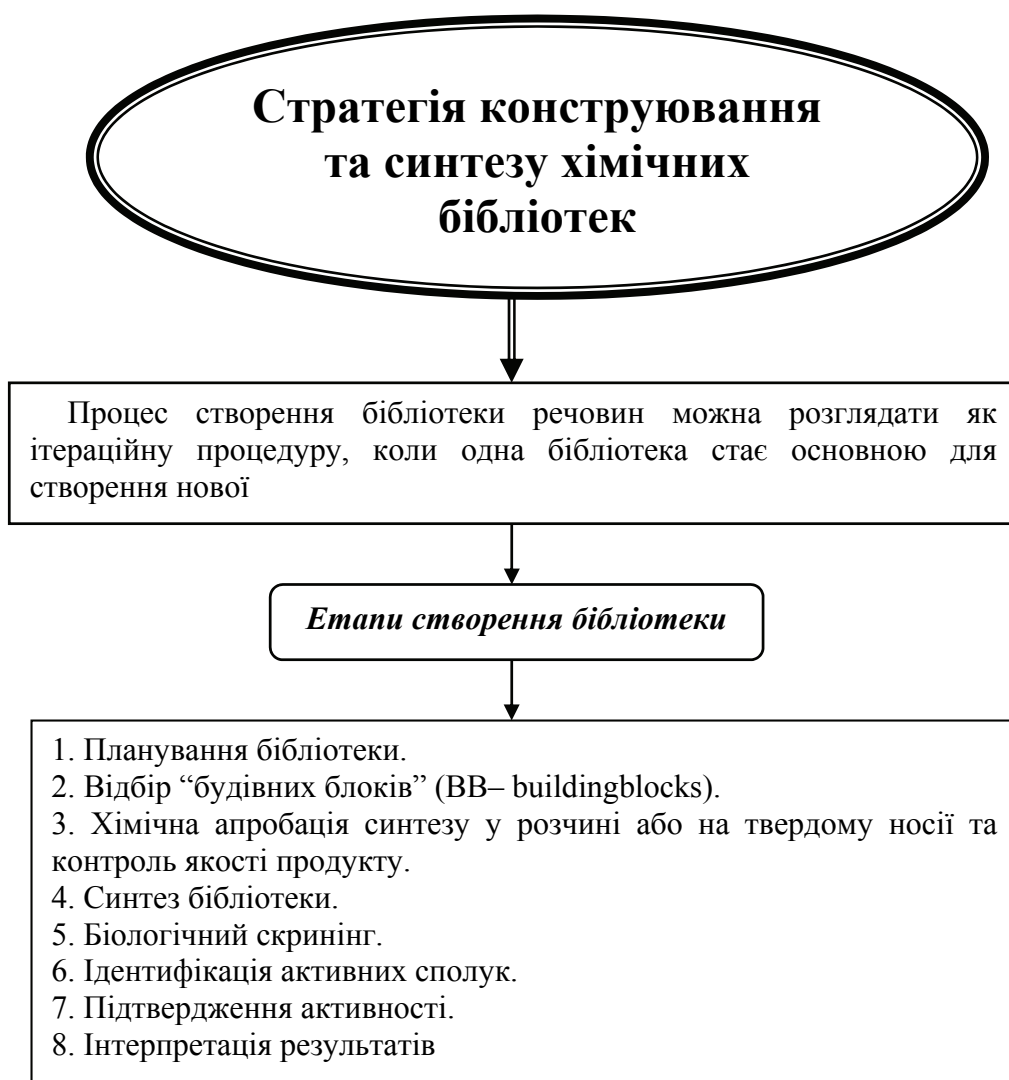 Стратегія конструювання
та синтезу хімічних
бібліотек
Процес створення бібліотеки речовин можна розглядати як
ітераційну процедуру, коли одна бібліотека стає основною для
створення нової
Етапи створення бібліотеки
1. Планування бібліотеки.
2. Відбір “будівних блоків” (BB– buildingblocks).
3. Хімічна апробація синтезу у розчині або на твердому носії та
контроль якості продукту.
4. Синтез бібліотеки.
5. Біологічний скринінг.
6. Ідентифікація активних сполук.
7. Підтвердження активності.
8. Інтерпретація результатів